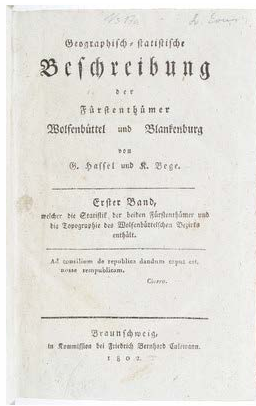 Geographisch-statistische
Beschreibung
der
Fürstenthümer
Wolfenbüttel und Blankenburg
von
G. Hassel und K. Bege.
Erster Band,
welcher die Statistik der beiden Fürstenthümer und
die Topographie des Wolfenbüttelschen Bezirks
enthält.
Ad consilium de republica dandum caput est,
nosse rempublicam.
Cicero.
Braunschweig,
in Kommission bei Friedrich Bernhard Culemann.
1802.